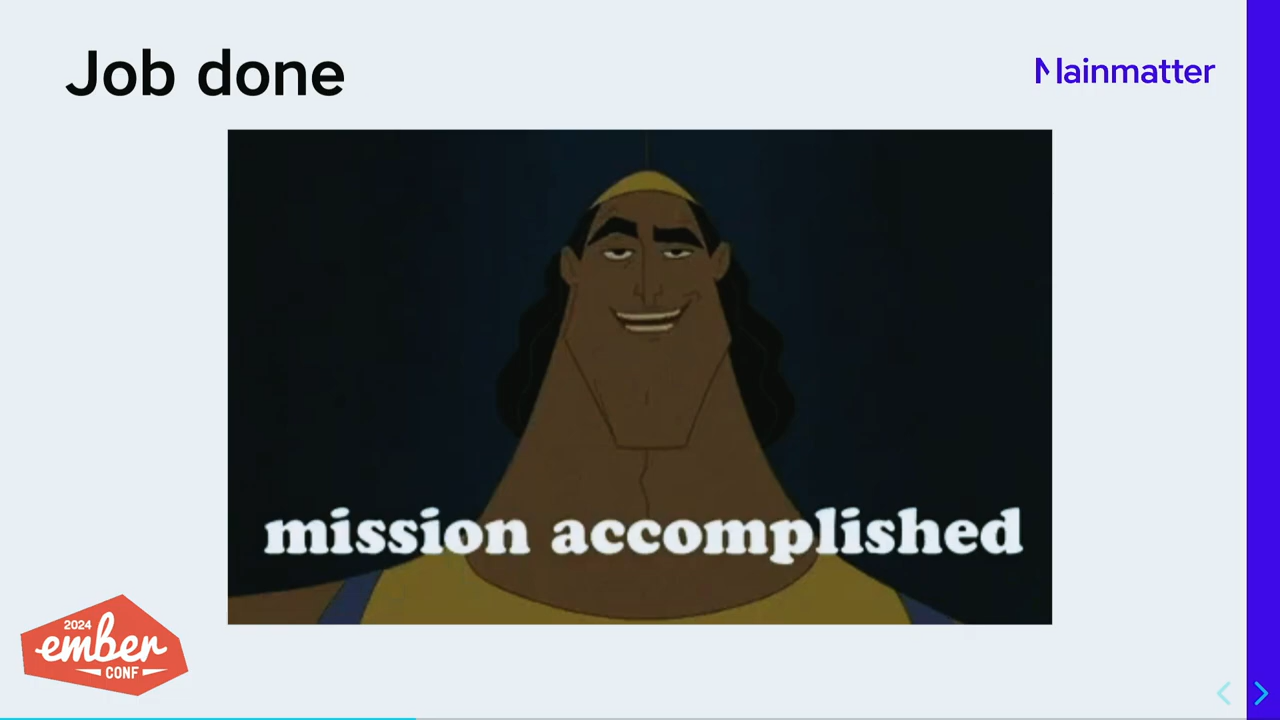 Job done
Mainmatter
mission accomplished
2024
ember
CONF